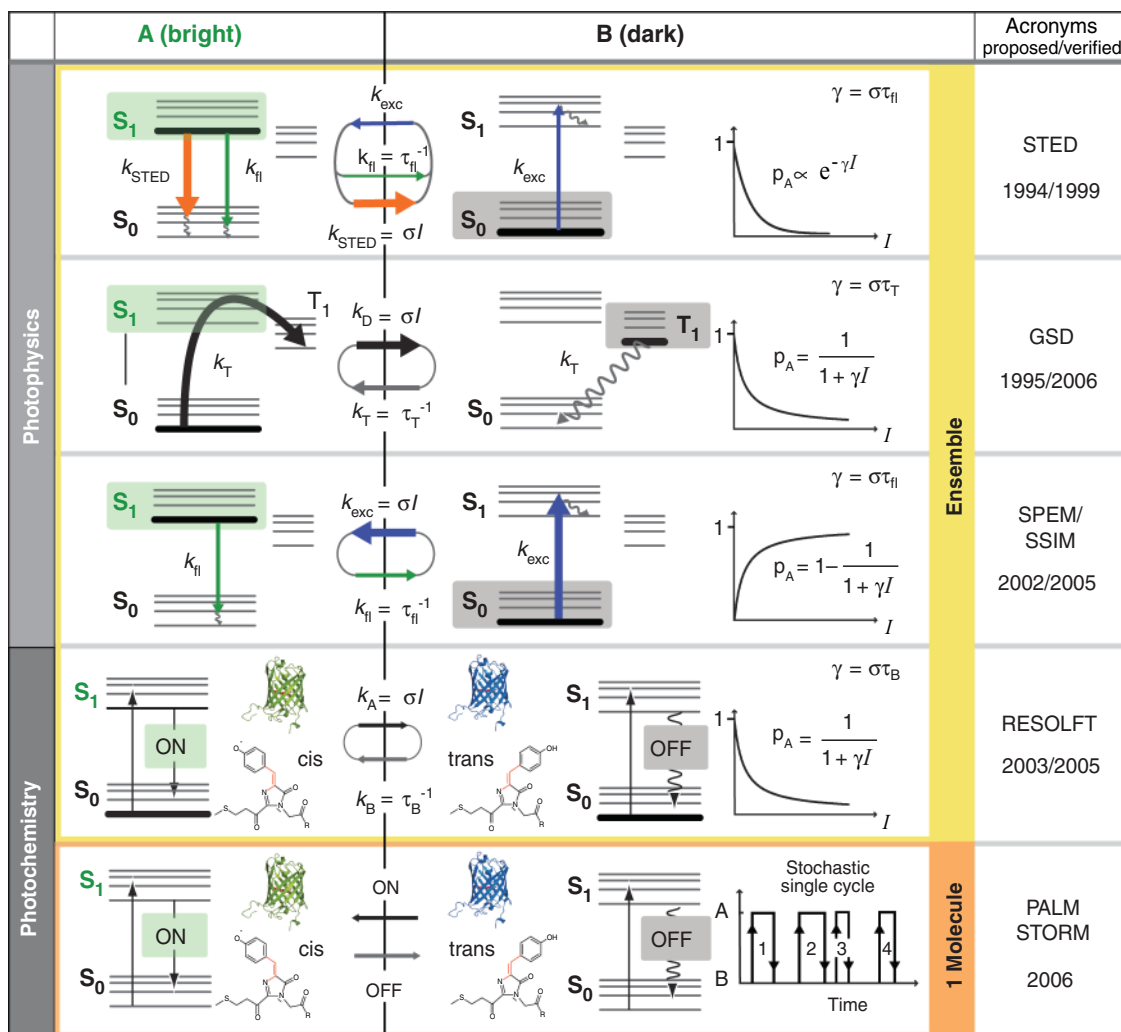 A (bright)
B (dark)
Acronyms
proposed/verified
Photophysics
Photochemistry
Ensemble
1 Molecule
S1
kSTED
kfl
S0
kexc
kfl = τfl-1
kSTED = σI
S1
kexc
S0
γ = στfl
1
pA ∝ e-γI
I
STED
1994/1999
S1
T1
kT
S0
kD = σI
kT = τT-1
T1
kT
S0
γ = στT
1
pA = 1 / 1 + γI
I
GSD
1995/2006
S1
kfl
S0
kexc = σI
kfl = τfl-1
S1
kexc
S0
γ = στfl
1
pA = 1 – 1 / 1 + γI
I
SPEM/
SSIM
2002/2005
S1
ON
S0
O-
cis
S
N
N
O
O
O
R
kA = σI
kB = τB-1
trans
OH
S
N
N
O
O
O
R
S1
OFF
S0
γ = στB
1
pA = 1 / 1 + γI
I
RESOLFT
2003/2005
S1
ON
S0
O-
cis
S
N
N
O
O
O
R
ON
OFF
trans
OH
S
N
N
O
O
O
R
S1
OFF
S0
Stochastic
single cycle
A
B
1
2
3
4
Time
PALM
STORM
2006